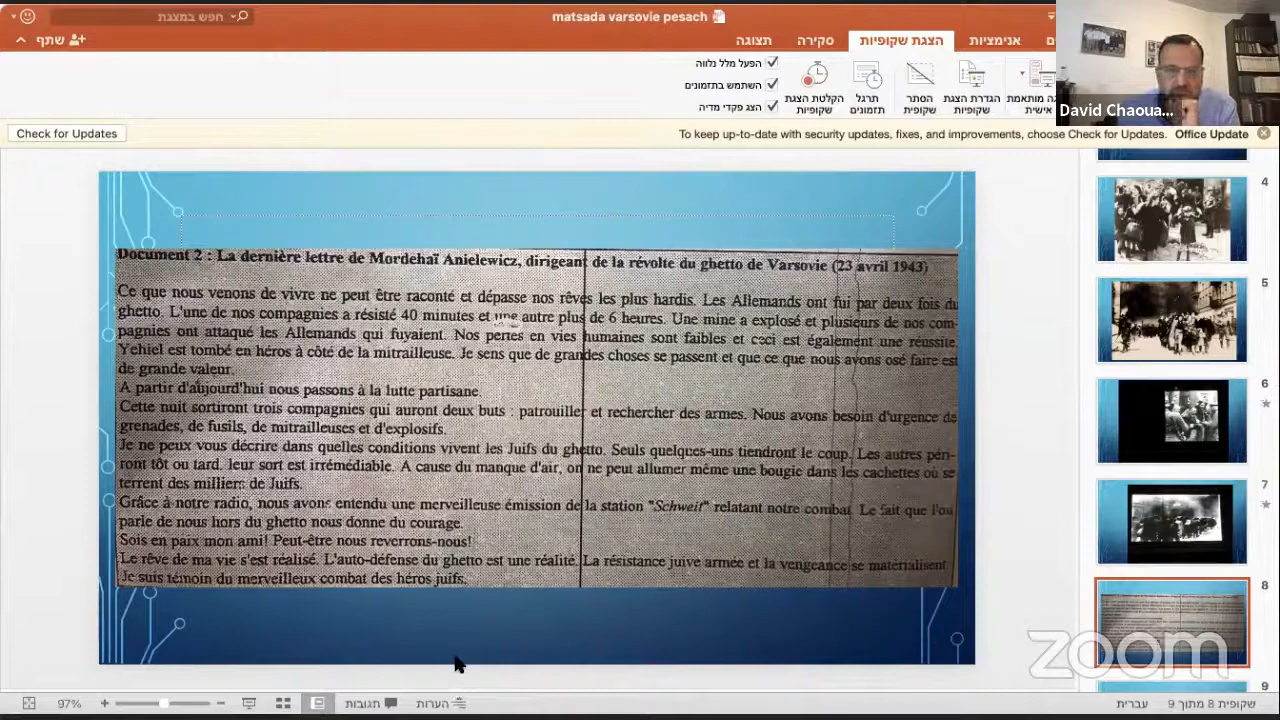 matsada varsovie pesach
חפש במצגת
שתף
תצוגה
סקירה
הצגת שקופיות
אנימציות
הפעל מלל נלווה
השתמש בתזמונים
הצג פקדי מדיה
הקלטת הצגת שקופיות
תרגל תזמונים
הסתר שקופית
הגדרת הצגת שקופיות
מותאמת אישית
David Chaoua...
Check for Updates
To keep up-to-date with security updates, fixes, and improvements, choose Check for Updates. Office Update
Document 2 : La dernière lettre de Mordehaï Anielewicz, dirigeant de la révolte du ghetto de Varsovie (23 avril 1943)
Ce que nous venons de vivre ne peut être raconté et dépasse nos rêves les plus hardis. Les Allemands ont fui par deux fois du
ghetto. L'une de nos compagnies a résisté 40 minutes et une autre plus de 6 heures. Une mine a explosé et plusieurs de nos com-
pagnies ont attaqué les Allemands qui fuyaient. Nos pertes en vies humaines sont faibles et ceci est également une réussite.
Yehiel est tombé en héros à côté de la mitrailleuse. Je sens que de grandes choses se passent et que ce que nous avons osé faire est
de grande valeur.
A partir d'aujourd'hui nous passons à la lutte partisane.
Cette nuit sortiront trois compagnies qui auront deux buts : patrouiller et rechercher des armes. Nous avons besoin d'urgence de
grenades, de fusils, de mitrailleuses et d'explosifs.
Je ne peux vous décrire dans quelles conditions vivent les Juifs du ghetto. Seuls quelques-uns tiendront le coup. Les autres péri-
ront tôt ou tard, leur sort est irrémédiable. A cause du manque d'air, on ne peut allumer même une bougie dans les cachettes où se
terrent des milliers de Juifs.
Grâce à notre radio, nous avons entendu une merveilleuse émission de la station "Schweit" relatant notre combat. Le fait que l'on
parle de nous hors du ghetto nous donne du courage.
Sois en paix mon ami! Peut-être nous reverrons-nous!
Le rêve de ma vie s'est réalisé. L'auto-défense du ghetto est une réalité. La résistance juive armée et la vengeance se matérialisent
Je suis témoin du merveilleux combat des héros juifs.
4
5
6
7
8
9
zoom
97%
תגובות
הערות
עברית
שקופית 8 מתוך 9